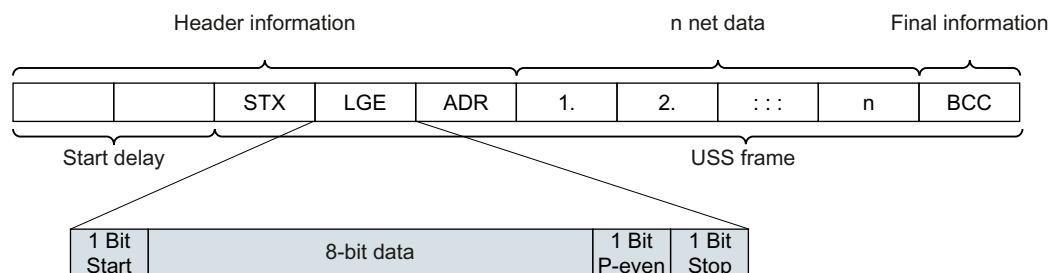 Header information
n net data
Final information
STX
LGE
ADR
1.
2.
: : :
n
BCC
Start delay
USS frame
1 Bit
Start
8-bit data
1 Bit
P-even
1 Bit
Stop